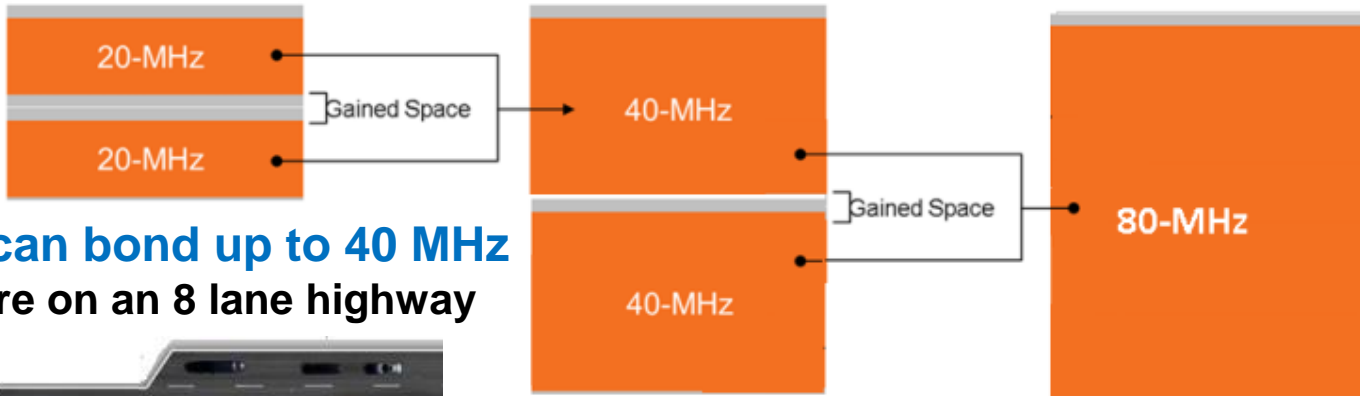 20-MHz
Gained Space
20-MHz
40-MHz
Gained Space
40-MHz
80-MHz
can bond up to 40 MHz
re on an 8 lane highway